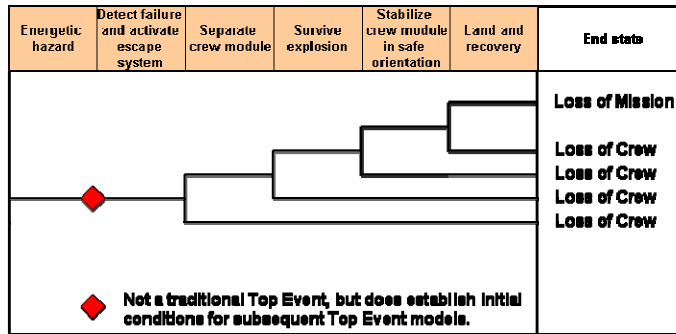 Energetic
hazard
Detect failure
and activate
escape
system
Separate
crew module
Survive
explosion
Stabilize
crew module
in safe
orientation
Land and
recovery
End state
Loss of Mission
Loss of Crew
Loss of Crew
Loss of Crew
Loss of Crew
Not a traditional Top Event, but does establish initial
conditions for subsequent Top Event models.